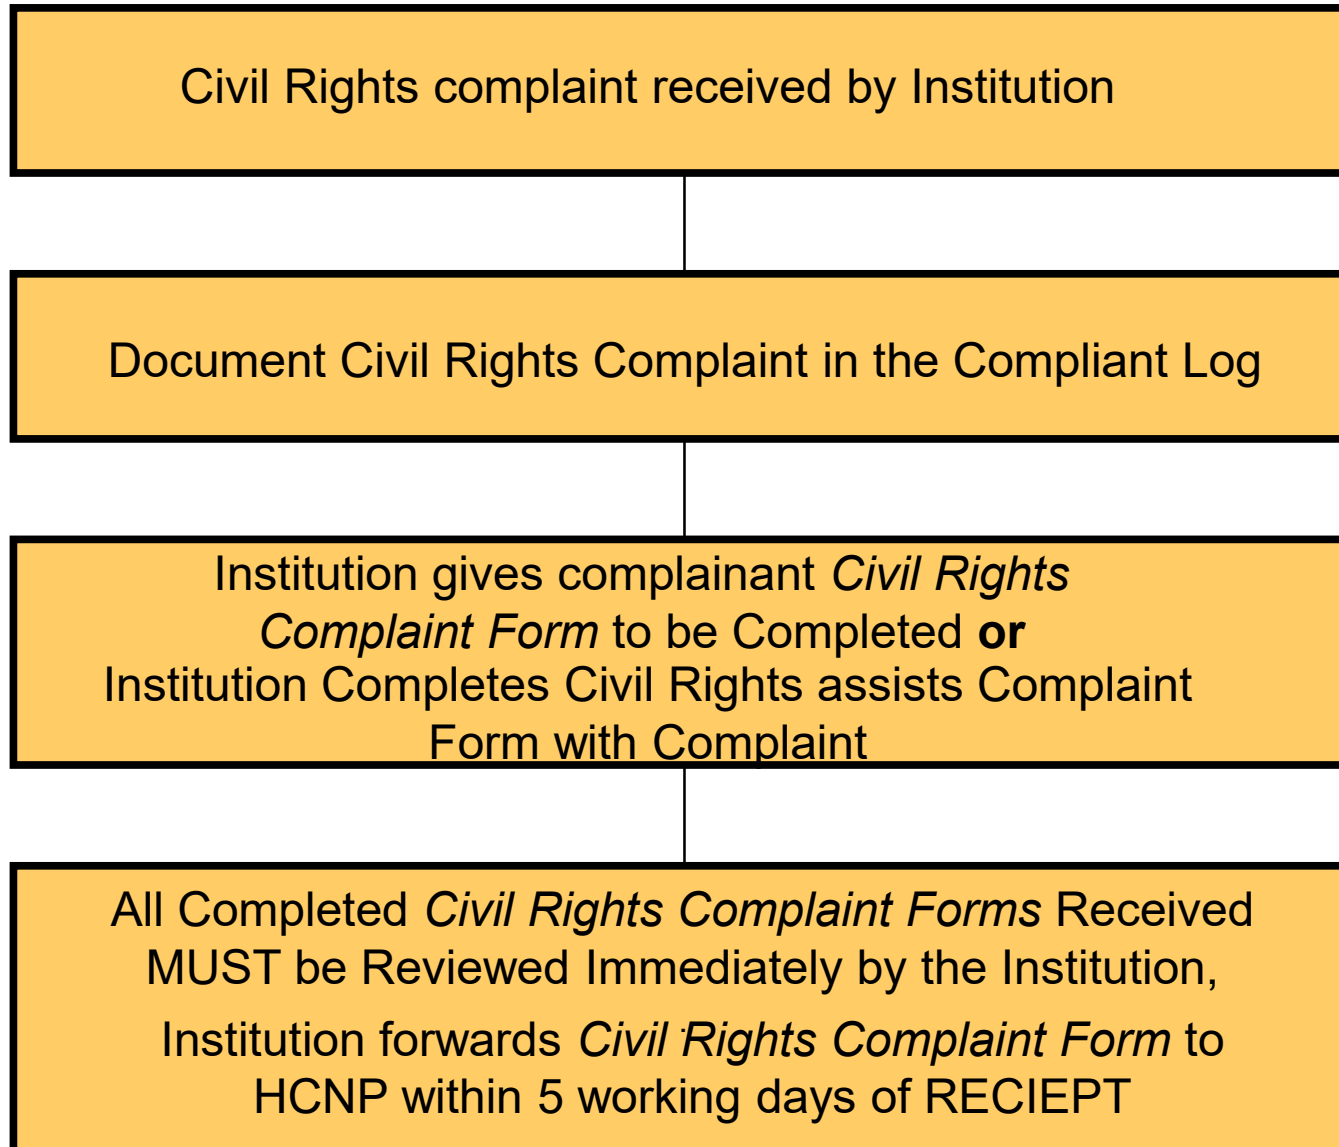 Civil Rights complaint received by Institution
Document Civil Rights Complaint in the Compliant Log
Institution gives complainant Civil Rights
Complaint Form to be Completed or
Institution Completes Civil Rights assists Complaint
Form with Complaint
All Completed Civil Rights Complaint Forms Received
MUST be Reviewed Immediately by the Institution,
Institution forwards Civil Rights Complaint Form to
HCNP within 5 working days of RECIEPT